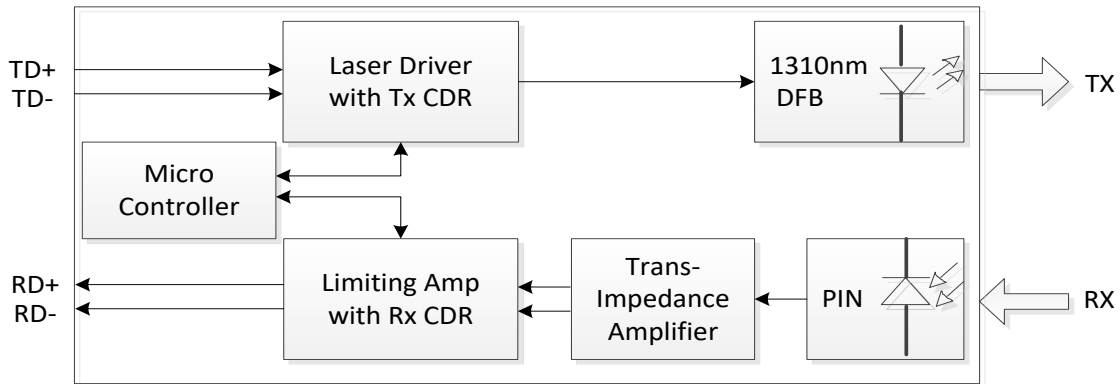 TD+
TD-
Laser Driver
with Tx CDR
1310nm
DFB
TX
Micro
Controller
RD+
RD-
Limiting Amp
with Rx CDR
Trans-
Impedance
Amplifier
PIN
RX